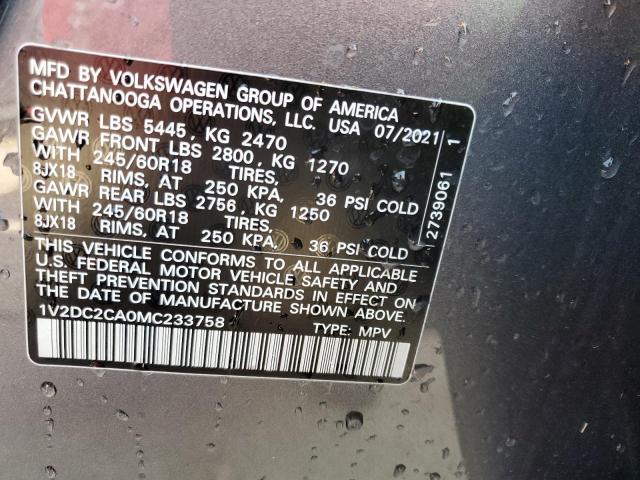 MFD BY VOLKSWAGEN GROUP OF AMERICA
CHATTANOOGA OPERATIONS, LLC. USA 07/2021
GVWR LBS 5445, KG 2470
GAWR FRONT LBS 2800, KG 1270
WITH 245/60R18 TIRES,
8JX18 RIMS, AT 250 KPA, 36 PSI COLD
GAWR REAR LBS 2756, KG 1250
WITH 245/60R18 TIRES,
8JX18 RIMS, AT 250 KPA, 36 PSI COLD
THIS VEHICLE CONFORMS TO ALL APPLICABLE
U.S. FEDERAL MOTOR VEHICLE SAFETY AND
THEFT PREVENTION STANDARDS IN EFFECT ON
THE DATE OF MANUFACTURE SHOWN ABOVE.
1V2DC2CA0MC233758 TYPE: MPV
2739061 1